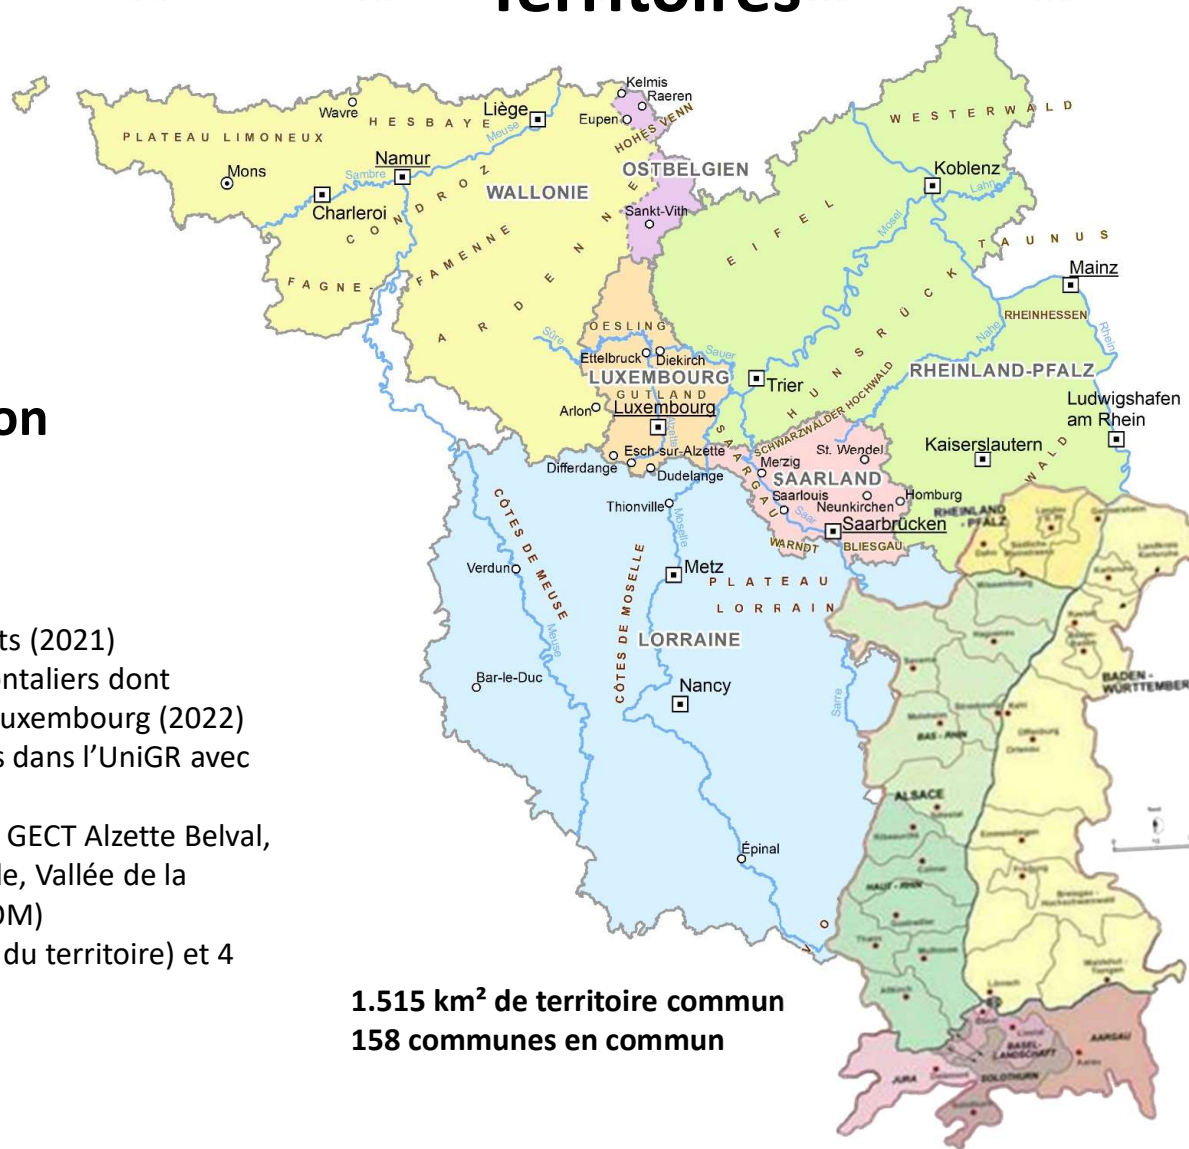 Territoires
Kelmis
Raeren
Eupen
HOHES VENN
Wavre
Liège
HESBAYE
PLATEAU LIMONEUX
Meuse
Mons
Namur
Sambre
Charleroi
CONDROZ
WALLONIE
OSTBELGIEN
Sankt-Vith
FAMENNE
FAGNE-
ARDENNE
WESTERWALD
Koblenz
Lahn
Mosel
EIFEL
TAUNUS
Mainz
RHEINHESSEN
Rhein
Nahe
HUNSRÜCK
OESLING
Sûre
Ettelbruck
Diekirch
Sauer
LUXEMBOURG
GUTLAND
Trier
RHEINLAND-PFALZ
SCHWARZWÄLDER HOCHWALD
Arlon
Luxembourg
Alzette
Ludwigshafen
am Rhein
on
Differdange
Esch-sur-Alzette
Dudelange
SAARGAU
St. Wendel
Merzig
SAARLAND
Kaiserslautern
WALD
Saarlouis
Neunkirchen
Homburg
Saar
Saarbrücken
WARNDT
BLIESGAU
Thionville
Moselle
CÔTES DE MEUSE
Verdun
Metz
PLATEAU
LORRAIN
CÔTES DE MOSELLE
LORRAINE
Meuse
Bar-le-Duc
Nancy
Sarre
Épinal
V O
RHEINLAND
- PFALZ
BADEN -
WÜRTTEMBERG
BAS - RHIN
ALSACE
HAUT - RHIN
BASEL-
LANDSCHAFT
AARGAU
SOLOTHURN
JURA
ts (2021)
ontaliers dont
uxembourg (2022)
s dans l’UniGR avec
GECT Alzette Belval,
le, Vallée de la
OM)
du territoire) et 4
1.515 km² de territoire commun
158 communes en commun